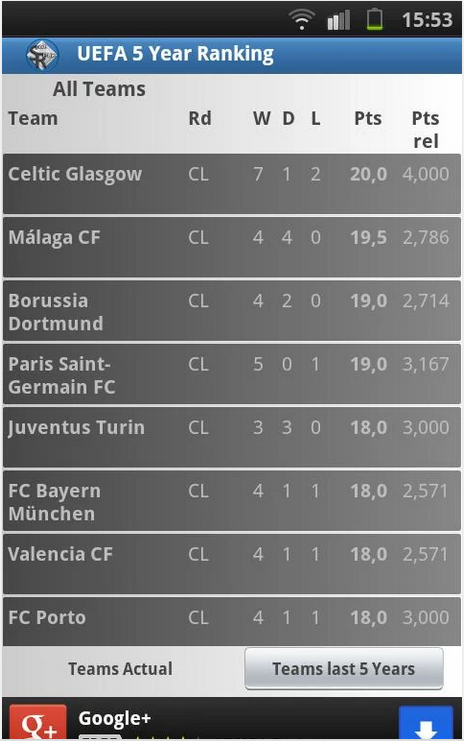 15:53
UEFA 5 Year Ranking
All Teams
Team Rd W D L Pts Pts rel
Celtic Glasgow CL 7 1 2 20,0 4,000
Málaga CF CL 4 4 0 19,5 2,786
Borussia Dortmund CL 4 2 0 19,0 2,714
Paris Saint-Germain FC CL 5 0 1 19,0 3,167
Juventus Turin CL 3 3 0 18,0 3,000
FC Bayern München CL 4 1 1 18,0 2,571
Valencia CF CL 4 1 1 18,0 2,571
FC Porto CL 4 1 1 18,0 3,000
Teams Actual Teams last 5 Years
g+ Google+